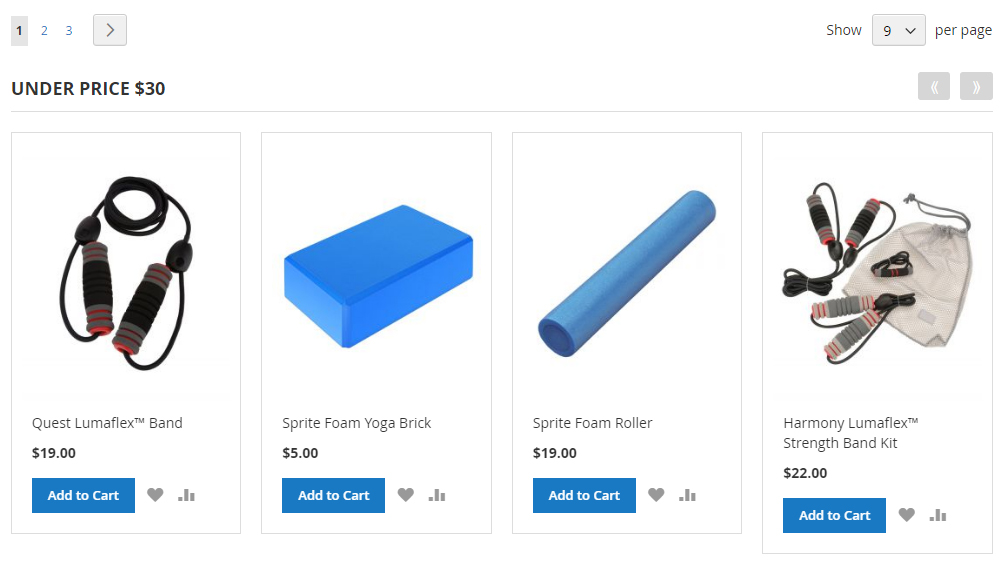 1 2 3
Show 9 per page
UNDER PRICE $30
Quest Lumaflex™ Band
$19.00
Add to Cart
Sprite Foam Yoga Brick
$5.00
Add to Cart
Sprite Foam Roller
$19.00
Add to Cart
Harmony Lumaflex™
Strength Band Kit
$22.00
Add to Cart